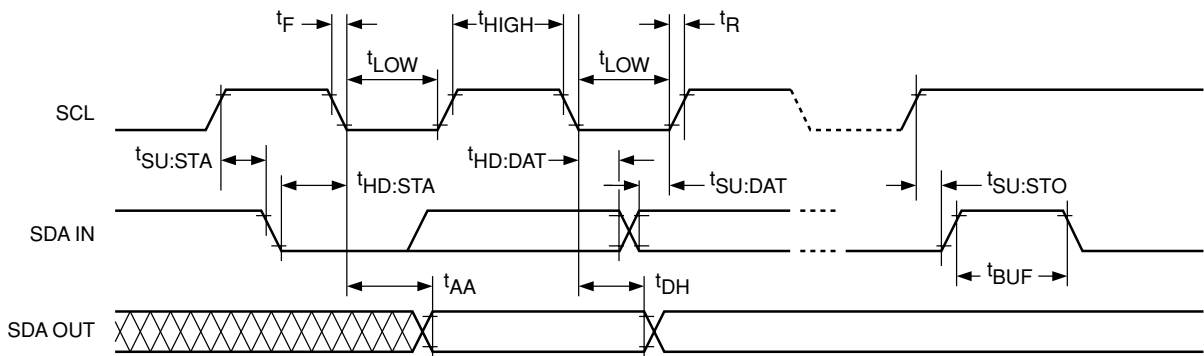 tF tHIGH tR
tLOW tLOW
SCL
tSU:STA tHD:DAT
tHD:STA tSU:DAT tSU:STO
SDA IN
tAA tDH tBUF
SDA OUT